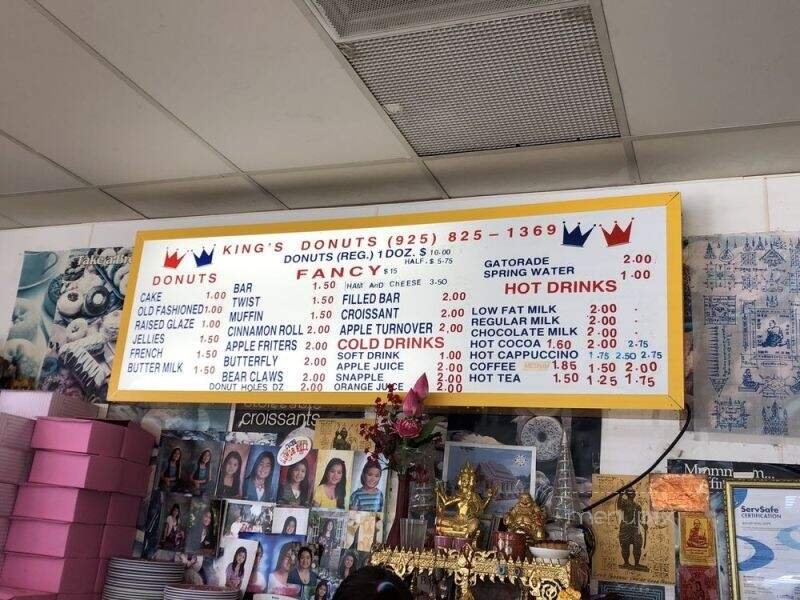 KING'S DONUTS (925) 825-1369
DONUTS (REG.) 1 DOZ. $ 10.00
HALF. $ 5.75
DONUTS
CAKE 1.00
OLD FASHIONED 1.00
RAISED GLAZE 1.00
JELLIES 1.50
FRENCH 1.50
BUTTER MILK 1.50
FANCY $15
BAR 1.50
TWIST 1.50
MUFFIN 1.50
CINNAMON ROLL 2.00
APPLE FRITERS 2.00
BUTTERFLY 2.00
BEAR CLAWS 2.00
DONUT HOLES DZ 2.00
HAM AND CHEESE 3.50
FILLED BAR 2.00
CROISSANT 2.00
APPLE TURNOVER 2.00
COLD DRINKS
SOFT DRINK 1.00
APPLE JUICE 2.00
SNAPPLE 2.00
ORANGE JUICE 2.00
GATORADE 2.00
SPRING WATER 1.00
HOT DRINKS
LOW FAT MILK 2.00
REGULAR MILK 2.00
CHOCOLATE MILK 2.00
HOT COCOA 1.60 2.00 2.75
HOT CAPPUCCINO 1.75 2.50 2.75
COFFEE MEDIUM 1.85 1.50 2.00
HOT TEA 1.50 1.25 1.75
Take a Br
croissants
ServSafe
CERTIFICATION